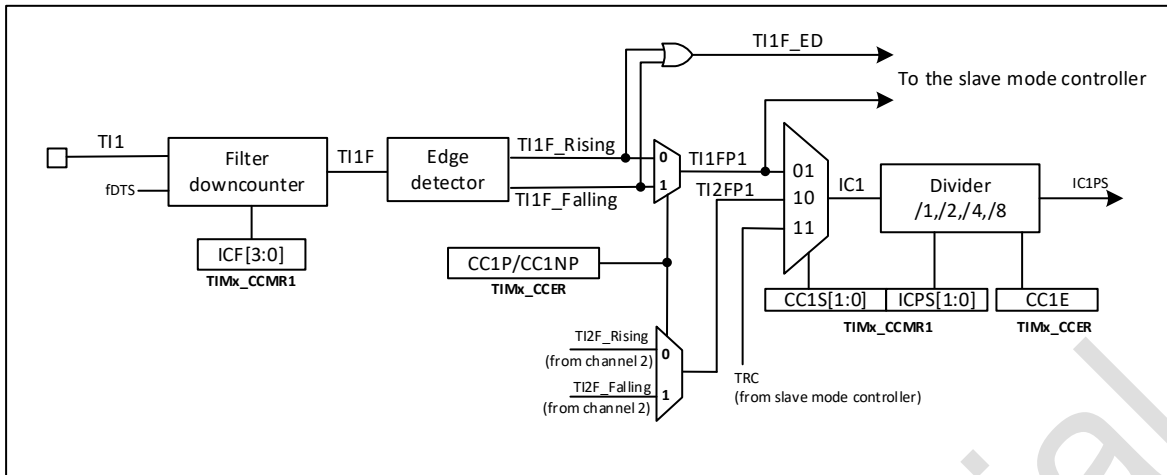 TI1F_ED
To the slave mode controller
TI1
Filter
downcounter
fDTS
TI1F
Edge
detector
TI1F_Rising
TI1F_Falling
0
1
TI1FP1
TI2FP1
01
10
11
IC1
Divider
/1,/2,/4,/8
IC1PS
ICF[3:0]
TIMx_CCMR1
CC1P/CC1NP
TIMx_CCER
CC1S[1:0]
ICPS[1:0]
TIMx_CCMR1
CC1E
TIMx_CCER
TI2F_Rising
(from channel 2)
TI2F_Falling
(from channel 2)
0
1
TRC
(from slave mode controller)